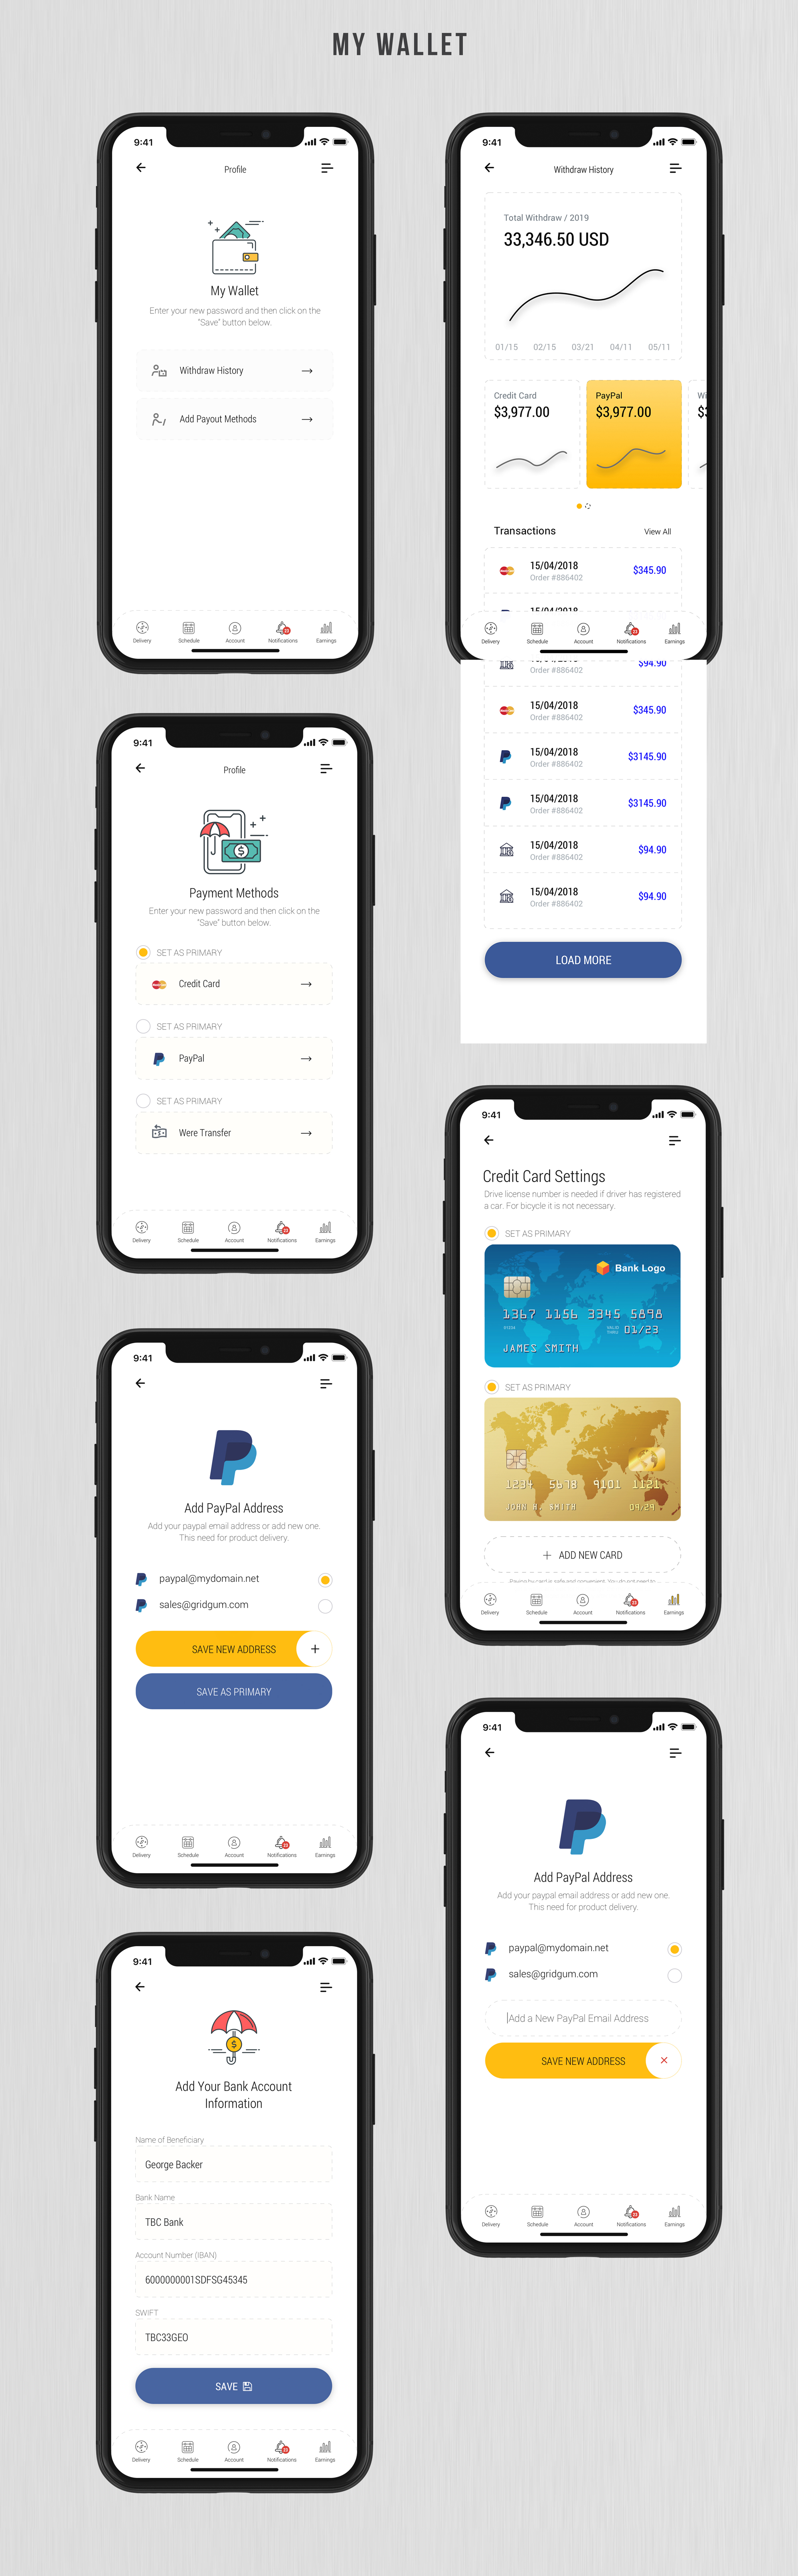 MY WALLET
9:41
Profile
My Wallet
Enter your new password and then click on the
"Save" button below.
Withdraw History
Add Payout Methods
Delivery
Schedule
Account
Notifications
Earnings
9:41
Withdraw History
Total Withdraw / 2019
33,346.50 USD
01/15 02/15 03/21 04/11 05/11
Credit Card
$3,977.00
PayPal
$3,977.00
Transactions
View All
15/04/2018
Order #886402
$345.90
15/04/2018
Delivery
Schedule
Account
Notifications
Earnings
Order #886402
$94.90
15/04/2018
Order #886402
$345.90
15/04/2018
Order #886402
$3145.90
15/04/2018
Order #886402
$3145.90
15/04/2018
Order #886402
$94.90
15/04/2018
Order #886402
$94.90
LOAD MORE
9:41
Profile
Payment Methods
Enter your new password and then click on the
"Save" button below.
SET AS PRIMARY
Credit Card
SET AS PRIMARY
PayPal
SET AS PRIMARY
Were Transfer
Delivery
Schedule
Account
Notifications
Earnings
9:41
Credit Card Settings
Drive license number is needed if driver has registered
a car. For bicycle it is not necessary.
SET AS PRIMARY
Bank Logo
1367 1156 3345 5898
01/23
JAMES SMITH
SET AS PRIMARY
1234 5678 9101 1121
JOHN H. SMITH
09/29
ADD NEW CARD
Delivery
Schedule
Account
Notifications
Earnings
9:41
Add PayPal Address
Add your paypal email address or add new one.
This need for product delivery.
paypal@mydomain.net
sales@gridgum.com
SAVE NEW ADDRESS
SAVE AS PRIMARY
Delivery
Schedule
Account
Notifications
Earnings
9:41
Add PayPal Address
Add your paypal email address or add new one.
This need for product delivery.
paypal@mydomain.net
sales@gridgum.com
Add a New PayPal Email Address
SAVE NEW ADDRESS
Delivery
Schedule
Account
Notifications
Earnings
9:41
Add Your Bank Account
Information
Name of Beneficiary
George Backer
Bank Name
TBC Bank
Account Number (IBAN)
6000000001SDFSG45345
SWIFT
TBC33GEO
SAVE
Delivery
Schedule
Account
Notifications
Earnings